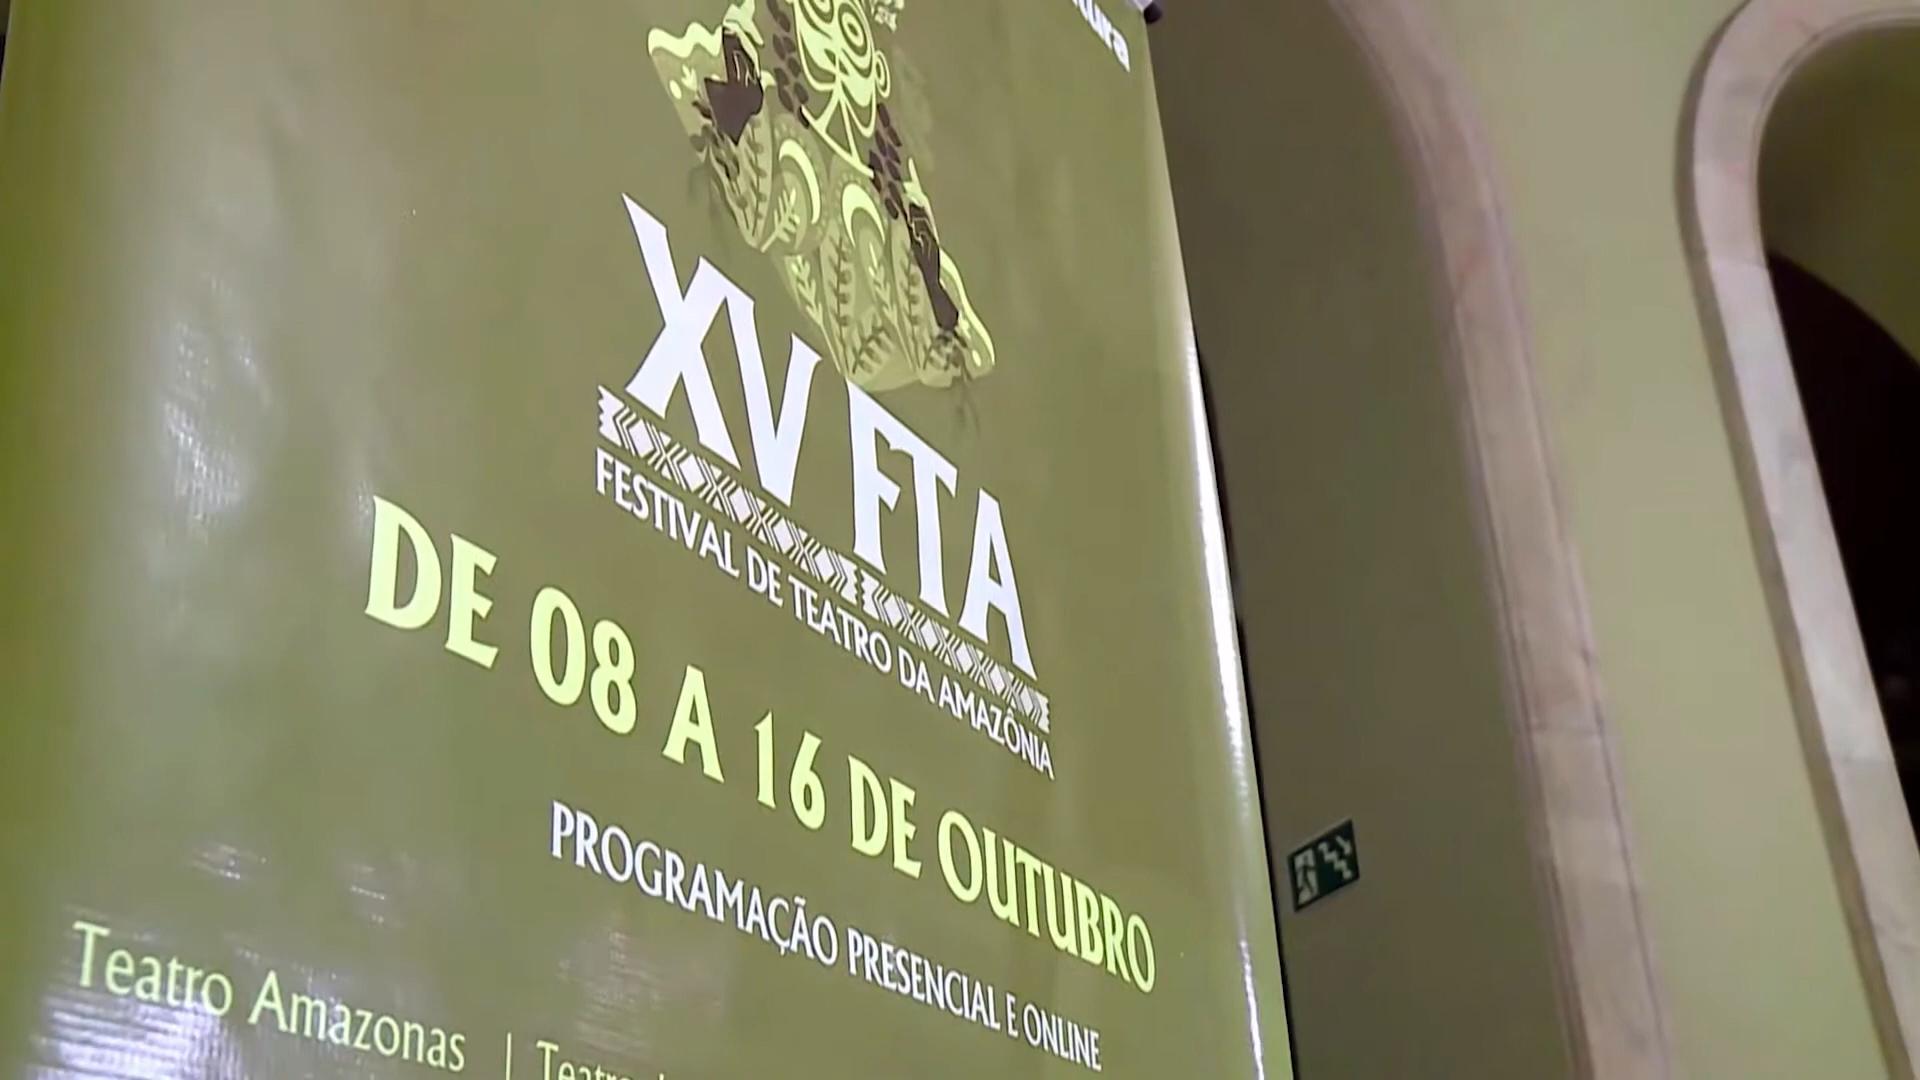 XV FTA
FESTIVAL DE TEATRO DA AMAZÔNIA
DE 08 A 16 DE OUTUBRO
PROGRAMAÇÃO PRESENCIAL E ONLINE
Teatro Amazonas |